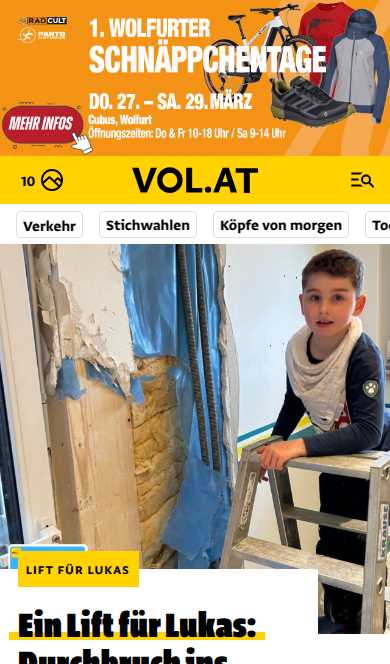 RADCULT
PANTO
1. WOLFURTER
SCHNÄPPCHENTAGE
DO. 27. – SA. 29. MÄRZ
Cubus, Wolfurt
Öffnungszeiten: Do & Fr 10-18 Uhr / Sa 9-14 Uhr
MEHR INFOS
10
VOL.AT
Verkehr
Stichwahlen
Köpfe von morgen
LIFT FÜR LUKAS
Ein Lift für Lukas:
Durchbruch ins